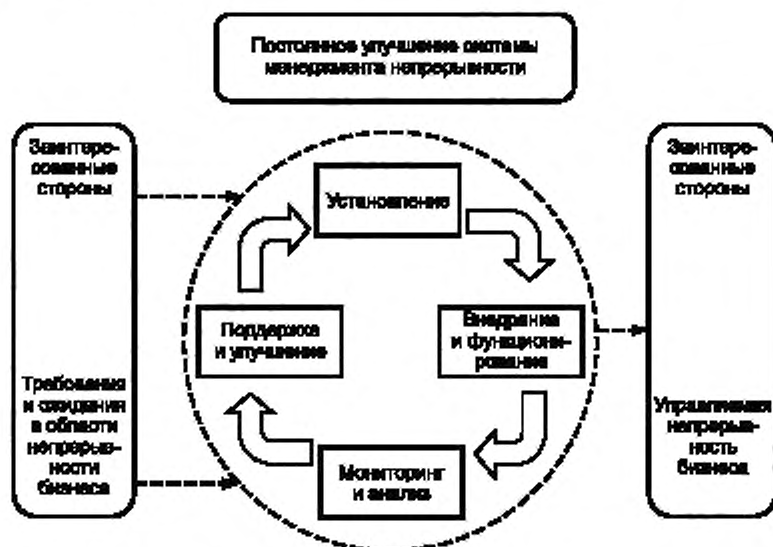 Постоянное улучшение системы
менеджмента непрерывности
Заинтере-
сованные
стороны
Требования
и ожидания
в области
непрерыв-
ности
бизнеса
Установление
Поддержка
и улучшение
Внедрение
и функциони-
рование
Мониторинг
и анализ
Заинтере-
сованные
стороны
Управляемая
непрерыв-
ность
бизнеса